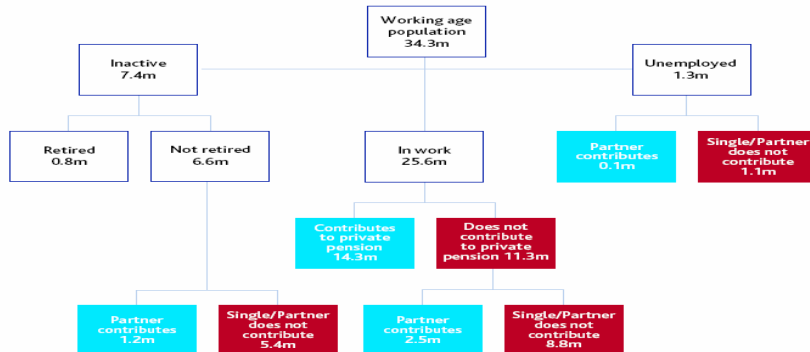 Working age
population
34.3m
Inactive
7.4m
Unemployed
1.3m
Retired
0.8m
Not retired
6.6m
In work
25.6m
Partner
contributes
0.1m
Single/Partner
does not
contribute
1.1m
Contributes
to private
pension
14.3m
Does not
contribute
to private
pension 11.3m
Partner
contributes
1.2m
Single/Partner
does not
contribute
5.4m
Partner
contributes
2.5m
Single/Partner
does not
contribute
8.8m